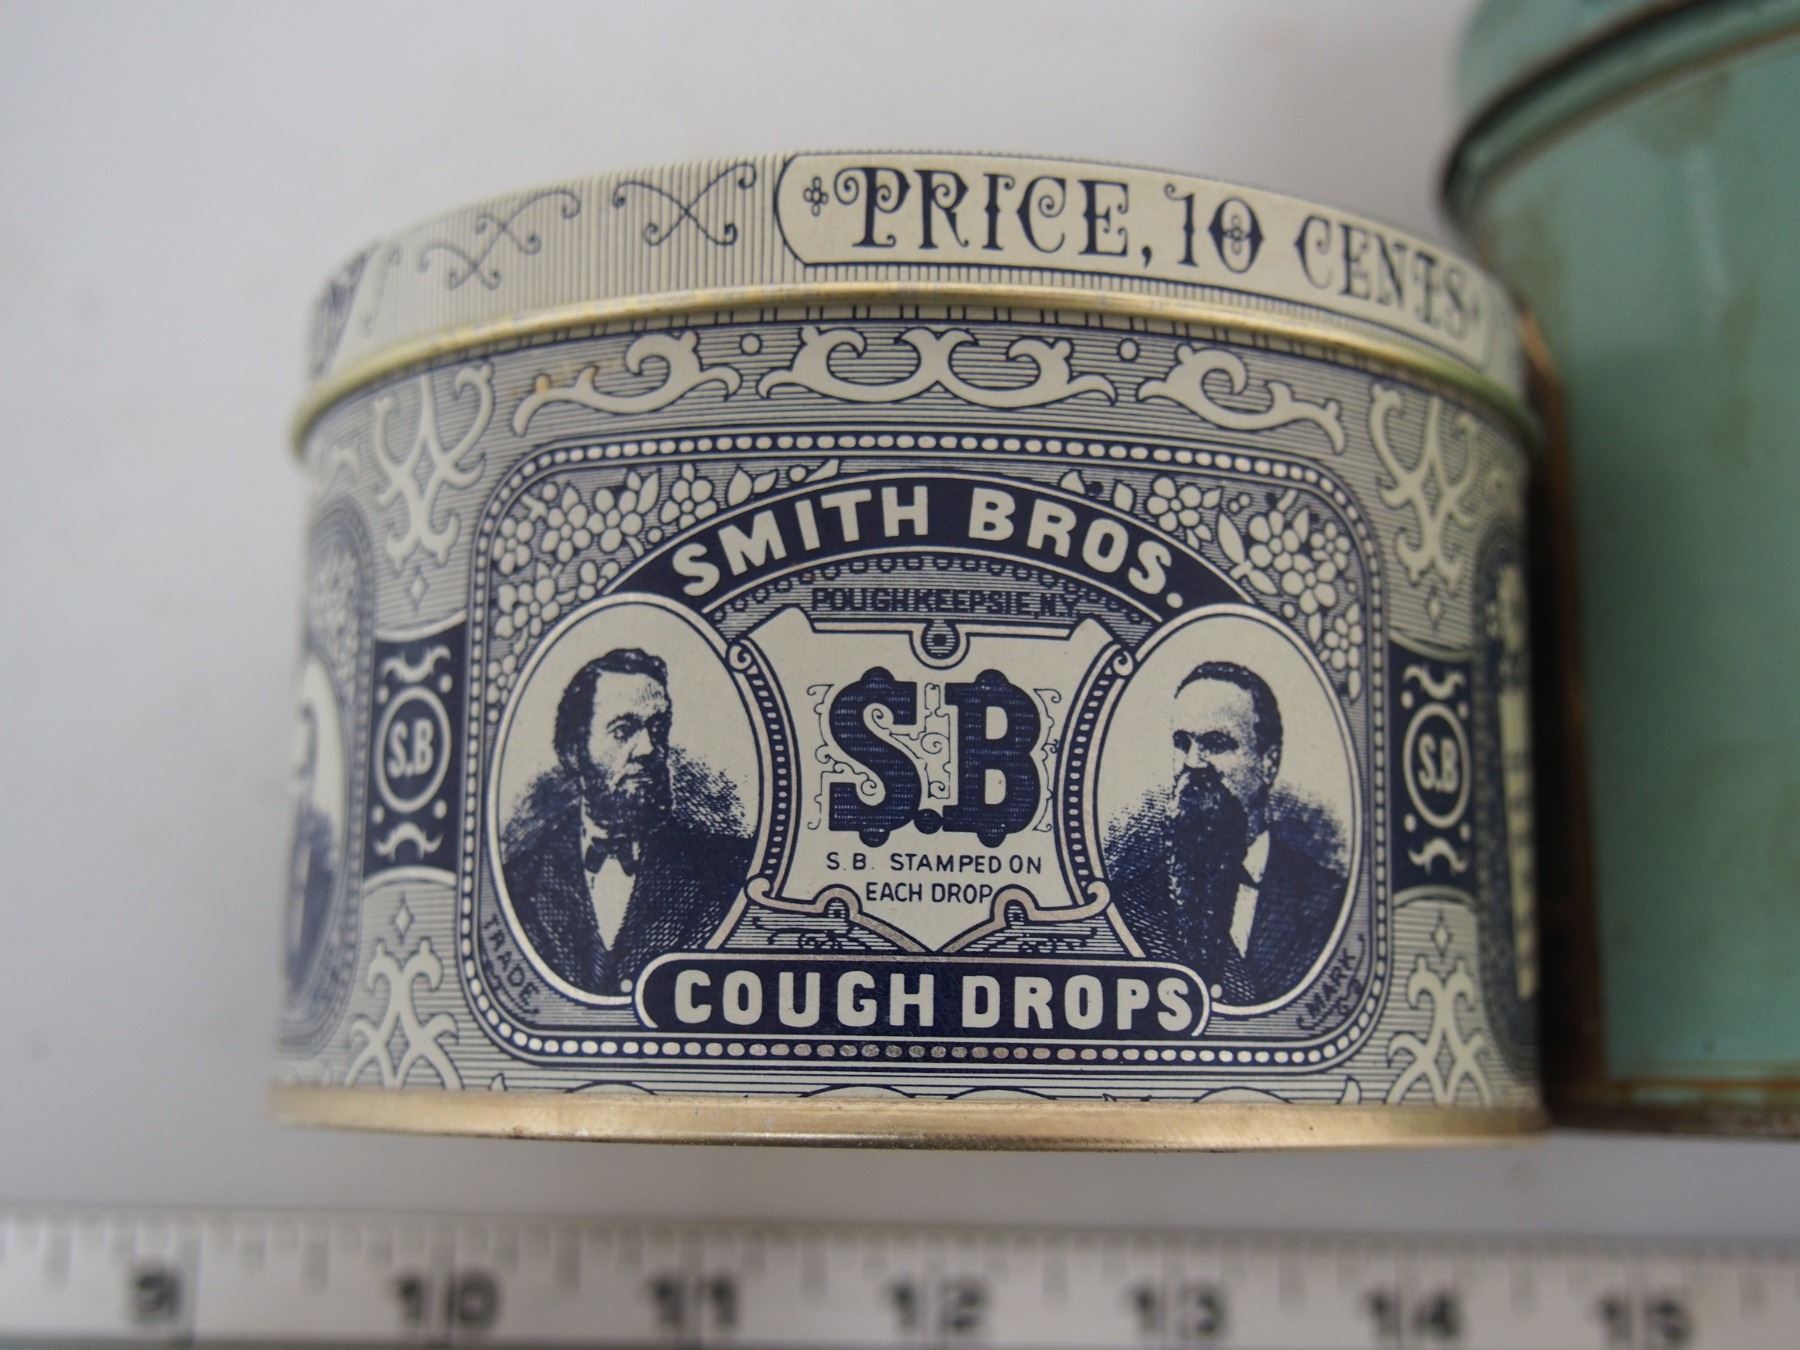 PRICE, 10 CENTS
SMITH BROS.
POUGHKEEPSIE, N.Y
S.B
S.B
S.B
S.B. STAMPED ON
EACH DROP
TRADE
MARK
COUGH DROPS
9 10 11 12 13 14 15